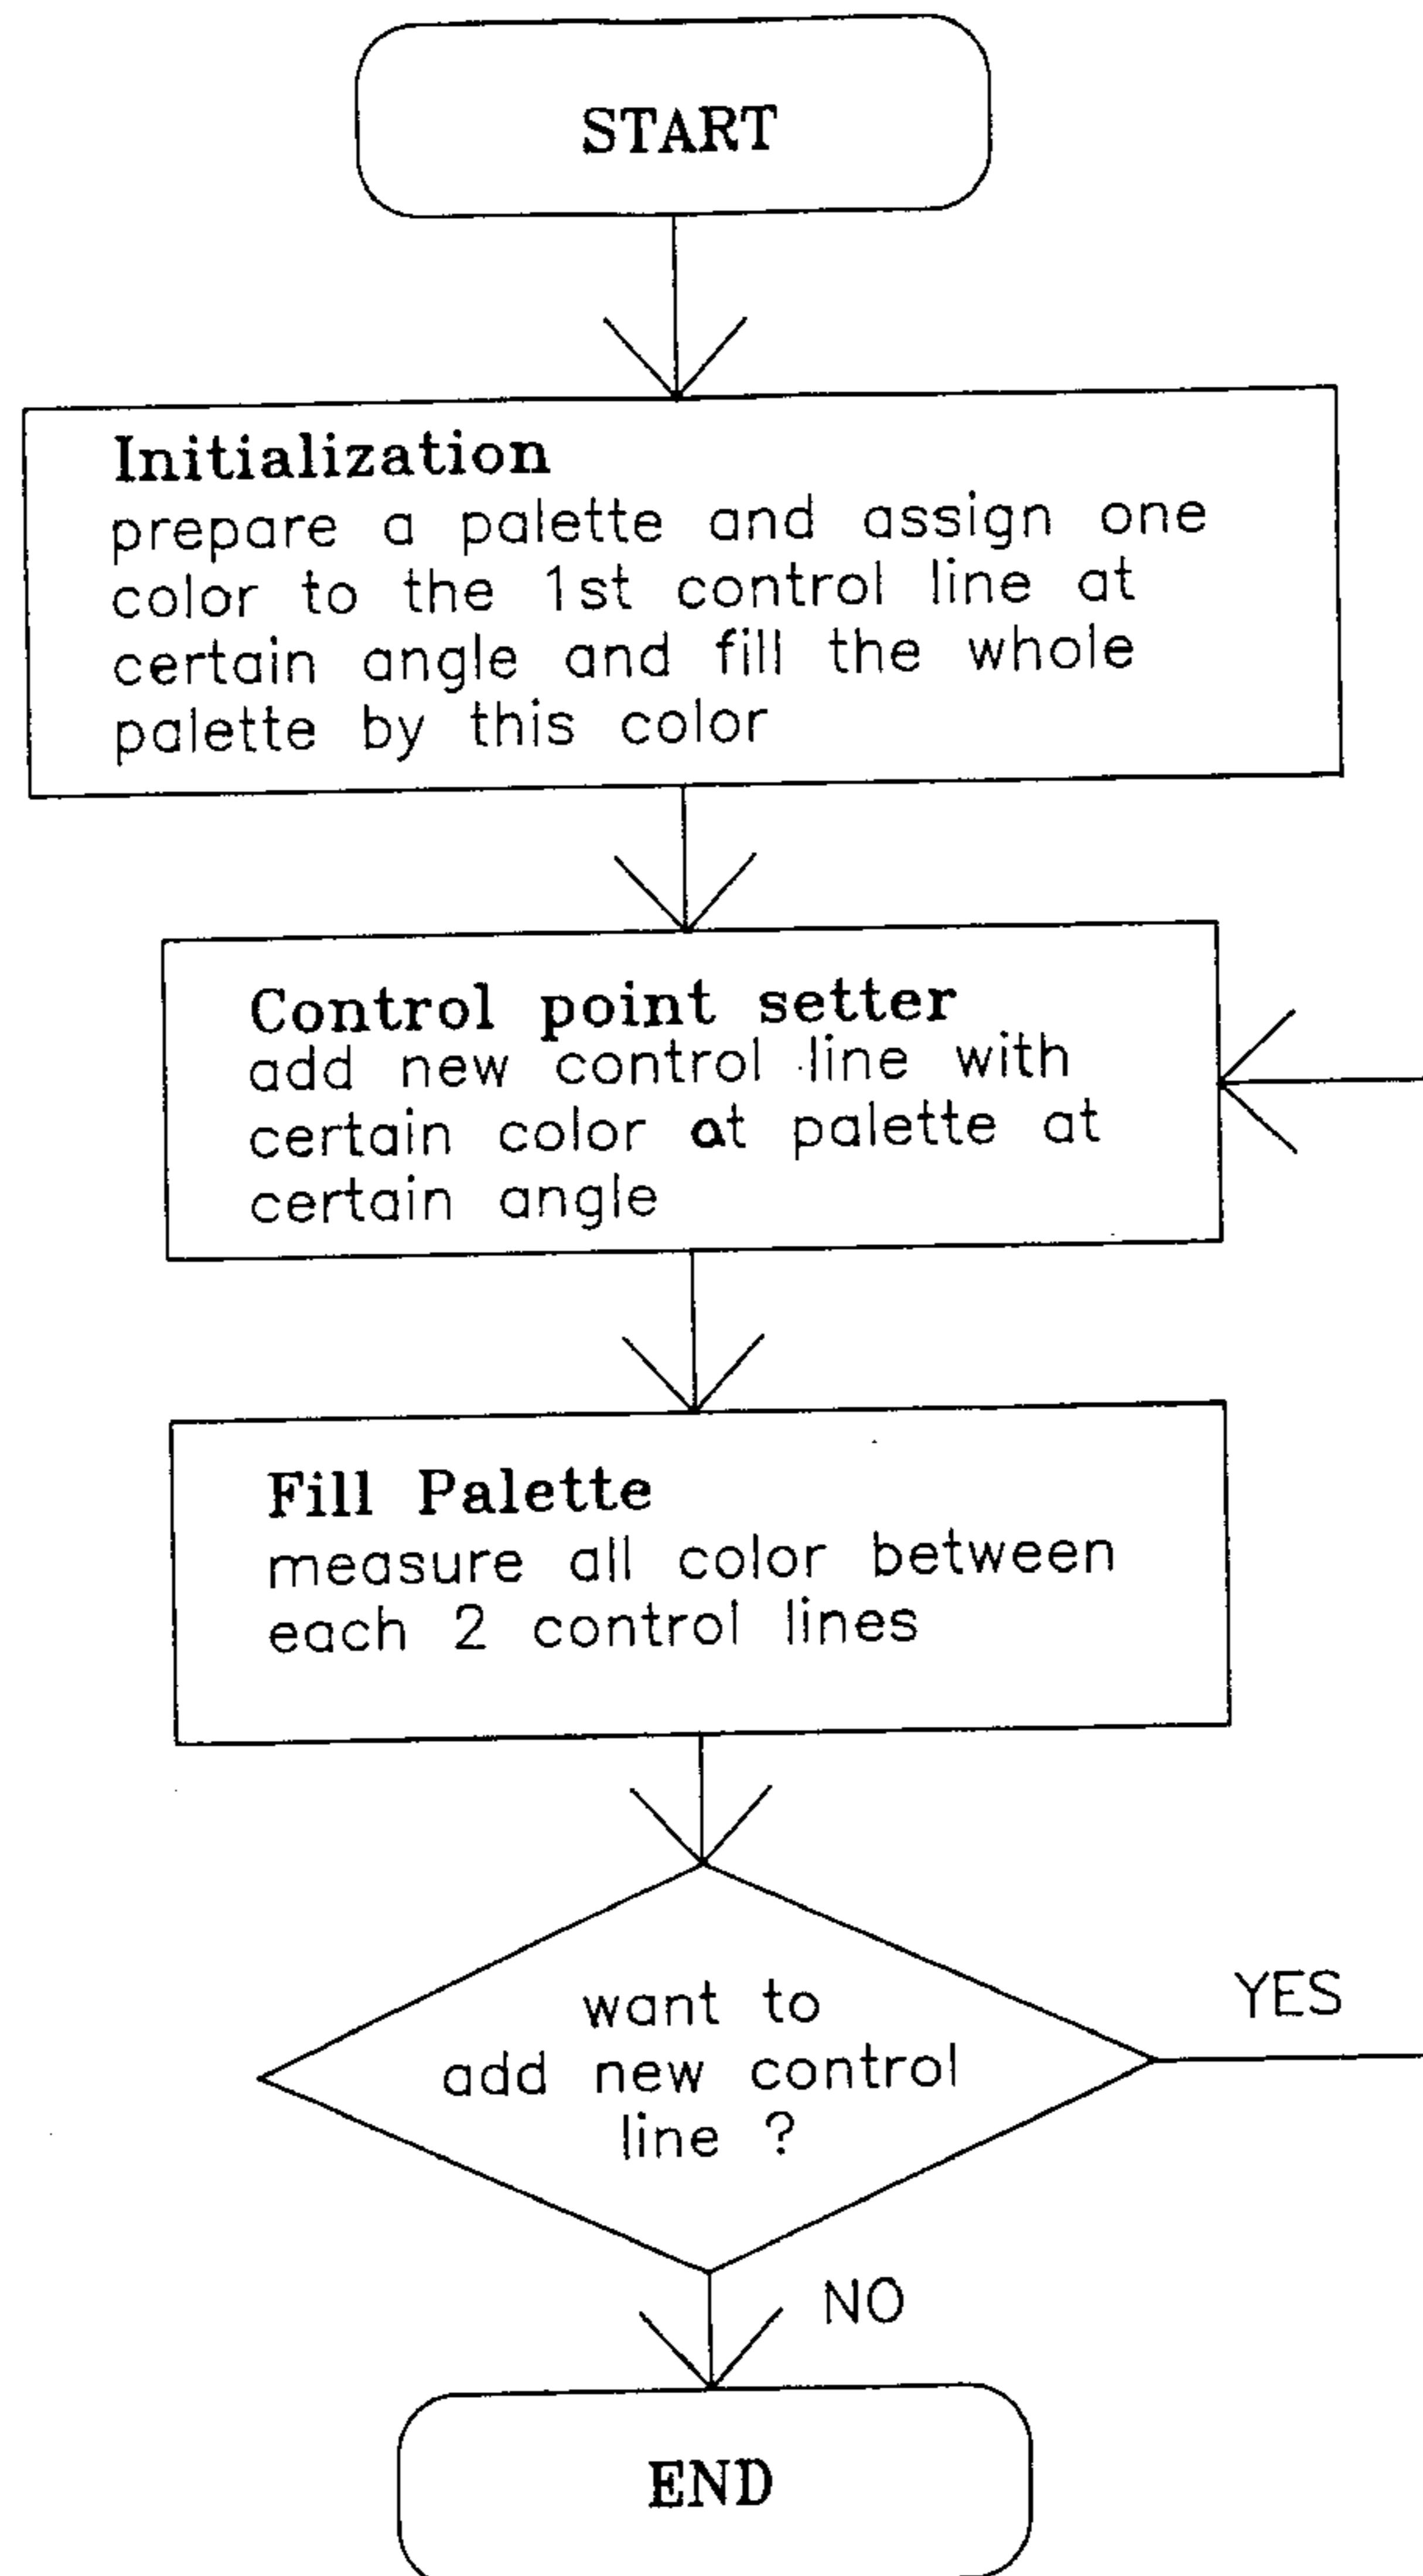 START
Initialization
prepare a palette and assign one
color to the 1st control line at
certain angle and fill the whole
palette by this color
Control point setter
add new control line with
certain color at palette at
certain angle
Fill Palette
measure all color between
each 2 control lines
want to
add new control
line ?
YES
NO
END